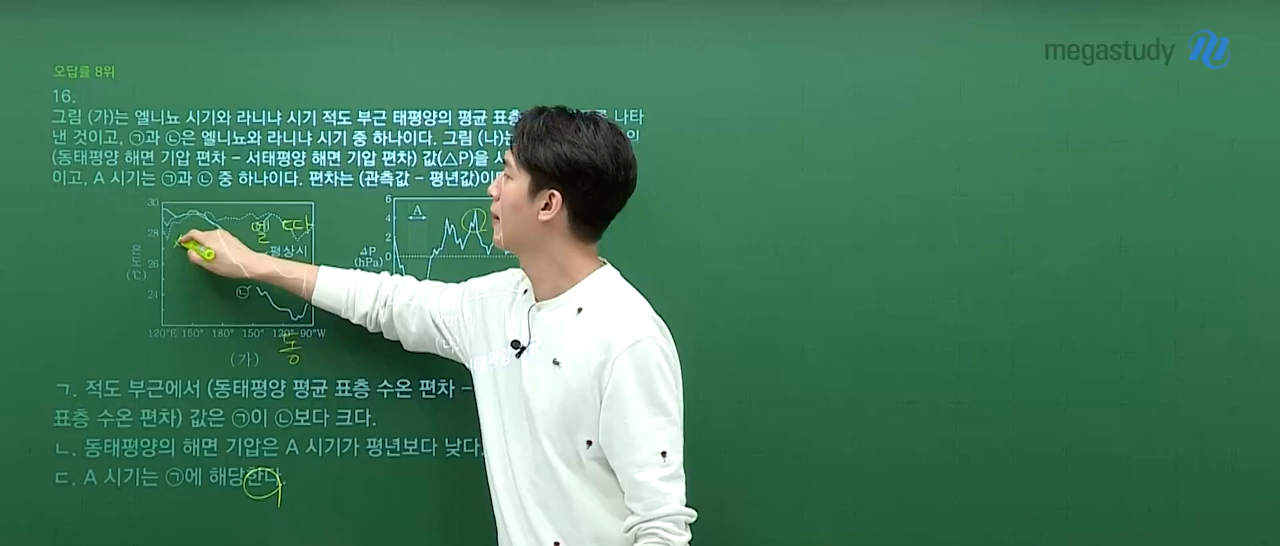 megastudy
오답률 8위
16.
그림 (가)는 엘니뇨 시기와 라니냐 시기 적도 부근 태평양의 평균 표층 나타
낸 것이고, ㉠과 ㉡은 엘니뇨와 라니냐 시기 중 하나이다. 그림 (나)는 의
(동태평양 해면 기압 편차 - 서태평양 해면 기압 편차) 값(△P)을
이고, A 시기는 ㉠과 ㉡ 중 하나이다. 편차는 (관측값 - 평년값)이
30
28
26
24
온도
(℃)
엘 따
평상시
㉡
120°E 150° 180° 150° 120° 90°W
동
(가)
6
4
2
0
△P
(hPa)
A
ㄱ. 적도 부근에서 (동태평양 평균 표층 수온 편차 -
표층 수온 편차) 값은 ㉠이 ㉡보다 크다.
ㄴ. 동태평양의 해면 기압은 A 시기가 평년보다 낮다.
ㄷ. A 시기는 ㉠에 해당한다.